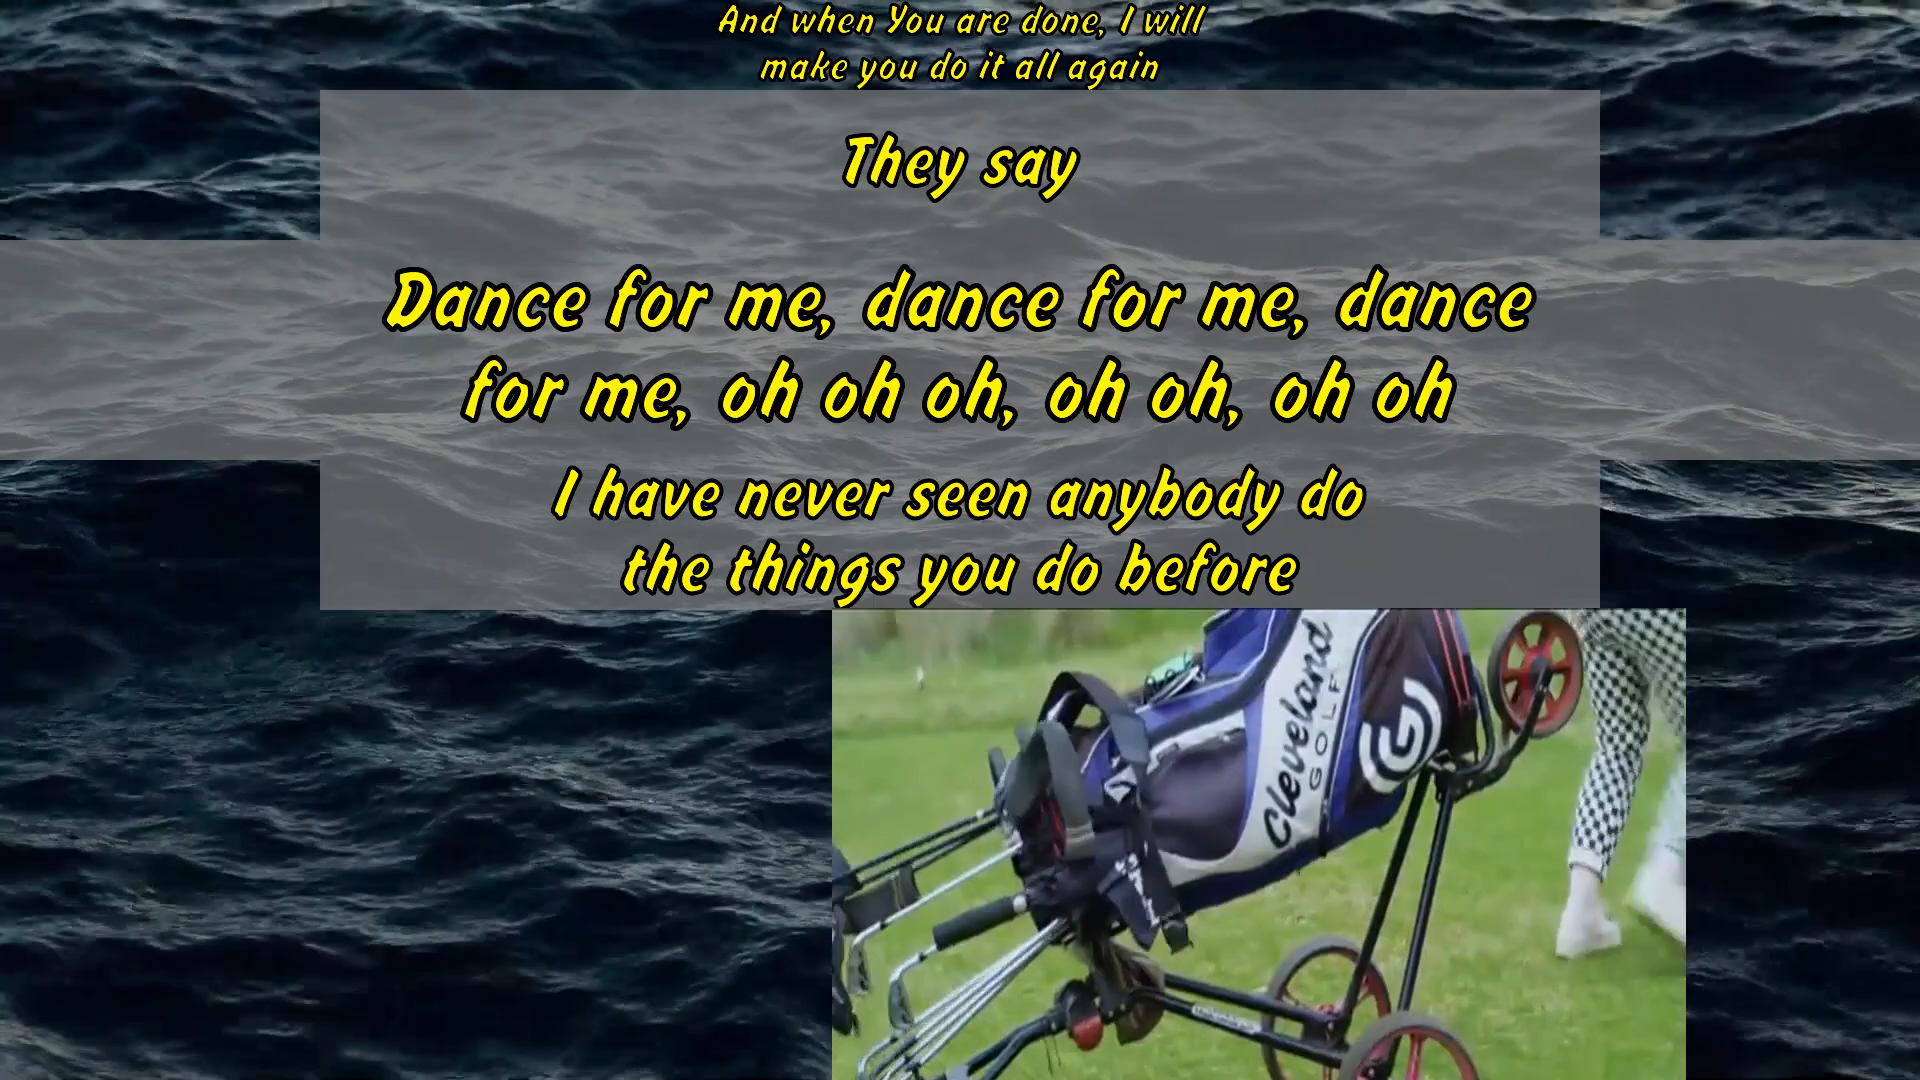 And when You are done, I will
make you do it all again
They say
Dance for me, dance for me, dance
for me, oh oh oh, oh oh, oh oh
I have never seen anybody do
the things you do before
Cleveland
GOLF